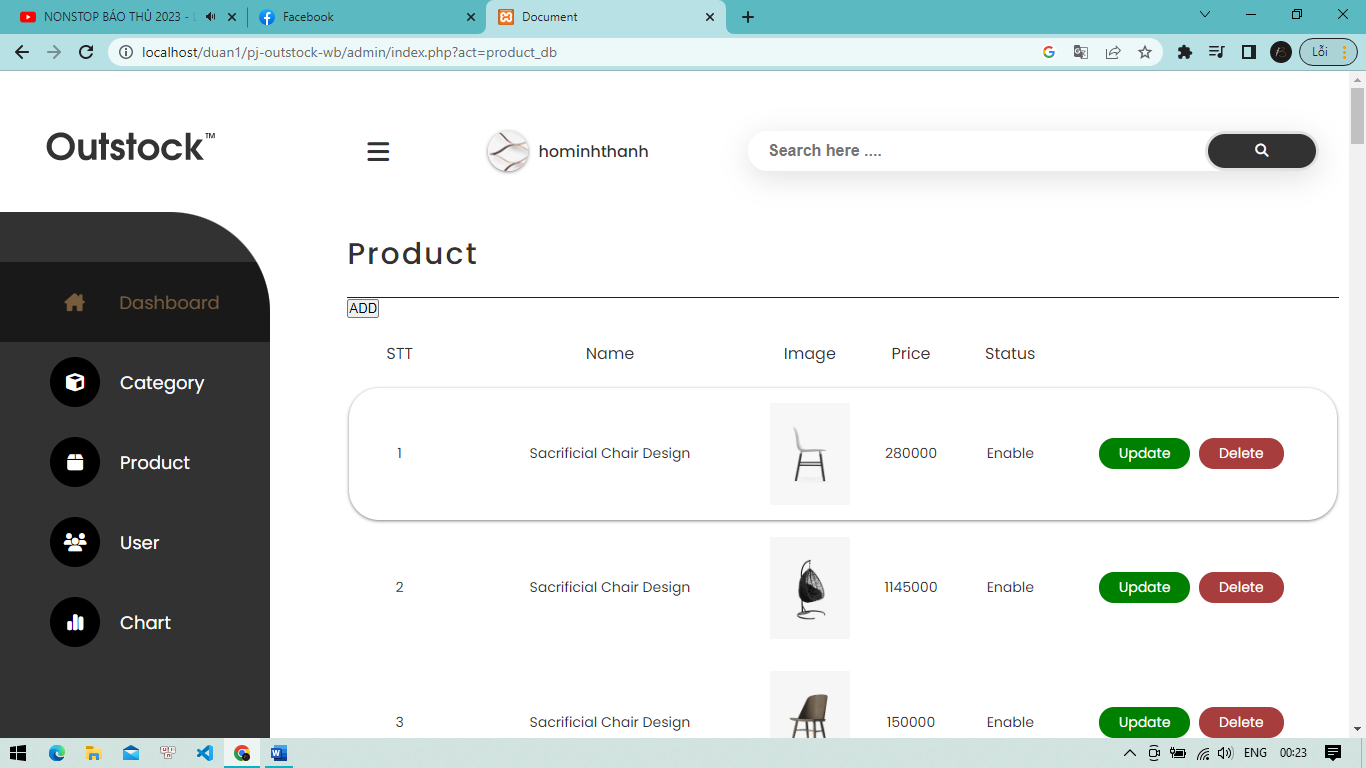 NONSTOP BÁO THỦ 2023 -
Facebook
Document
localhost/duan1/pj-outstock-wb/admin/index.php?act=product_db
Lỗi
Outstock™
hominhthanh
Search here ....
Product
ADD
Dashboard
Category
Product
User
Chart
STT Name Image Price Status
1 Sacrificial Chair Design 280000 Enable Update Delete
2 Sacrificial Chair Design 1145000 Enable Update Delete
3 Sacrificial Chair Design 150000 Enable Update Delete
ENG 00:23